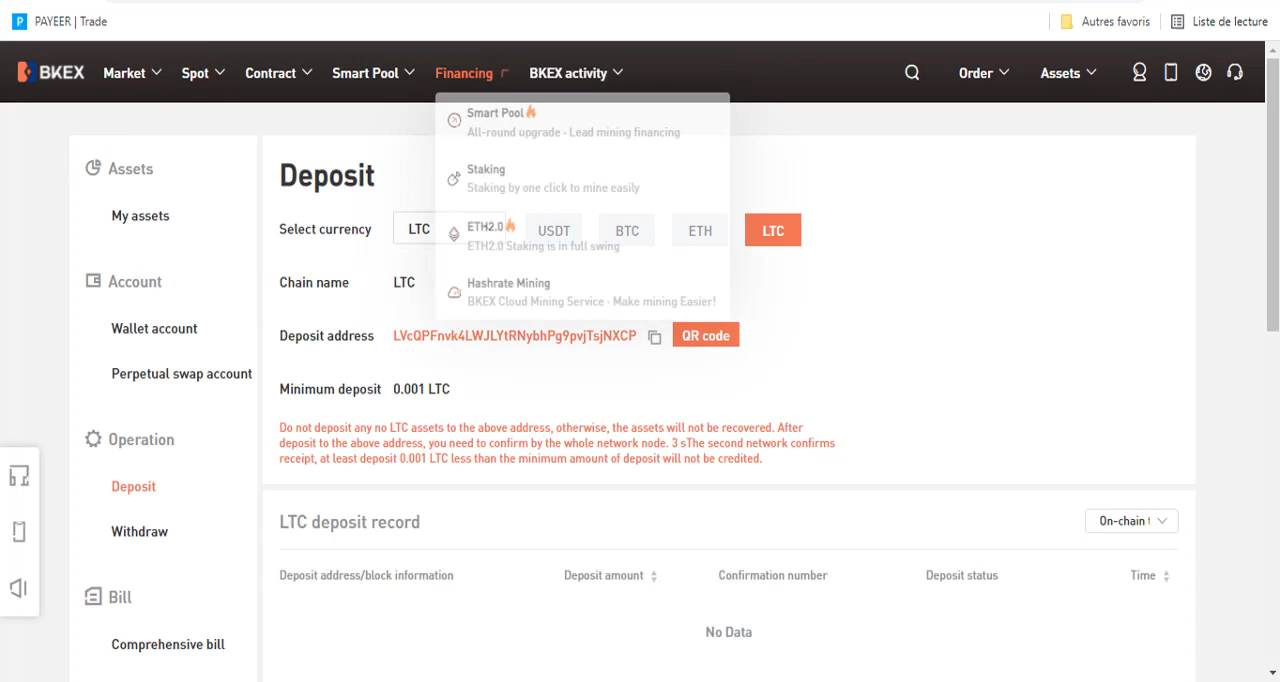 PAYEER | Trade
Autres favoris
Liste de lecture
BKEX
Market
Spot
Contract
Smart Pool
Financing
BKEX activity
Order
Assets
Smart Pool
All-round upgrade · Lead mining financing
Staking
Staking by one click to mine easily
ETH2.0
ETH2.0 Staking is in full swing
Hashrate Mining
BKEX Cloud Mining Service · Make mining Easier!
Assets
My assets
Account
Wallet account
Perpetual swap account
Operation
Deposit
Withdraw
Bill
Comprehensive bill
Deposit
Select currency
LTC
USDT
BTC
ETH
LTC
Chain name
LTC
Deposit address
LVcQPFnvk4LWJLYtRNybhPg9pvjTsjNXCP
QR code
Minimum deposit
0.001 LTC
Do not deposit any no LTC assets to the above address, otherwise, the assets will not be recovered. After
deposit to the above address, you need to confirm by the whole network node. 3 sThe second network confirms
receipt, at least deposit 0.001 LTC less than the minimum amount of deposit will not be credited.
LTC deposit record
On-chain t
Deposit address/block information
Deposit amount
Confirmation number
Deposit status
Time
No Data